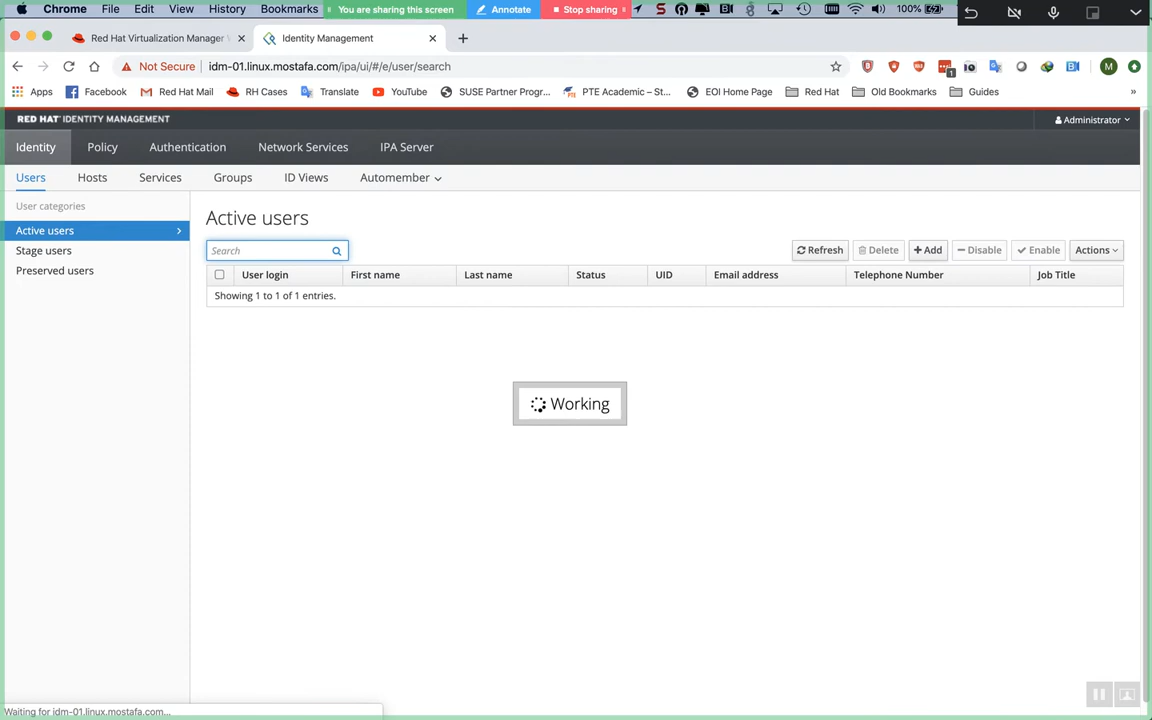 Chrome File Edit View History Bookmarks You are sharing this screen Annotate Stop sharing 100%
Red Hat Virtualization Manager Identity Management
Not Secure idm-01.linux.mostafa.com/ipa/ui/#/e/user/search
Apps Facebook Red Hat Mail RH Cases Translate YouTube SUSE Partner Progr... PTE Academic – St... EOI Home Page Red Hat Old Bookmarks Guides »
RED HAT IDENTITY MANAGEMENT Administrator
Identity Policy Authentication Network Services IPA Server
Users Hosts Services Groups ID Views Automember
User categories
Active users
Stage users
Preserved users
Active users
Search Refresh Delete Add Disable Enable Actions
User login First name Last name Status UID Email address Telephone Number Job Title
Showing 1 to 1 of 1 entries.
Working
Waiting for idm-01.linux.mostafa.com...